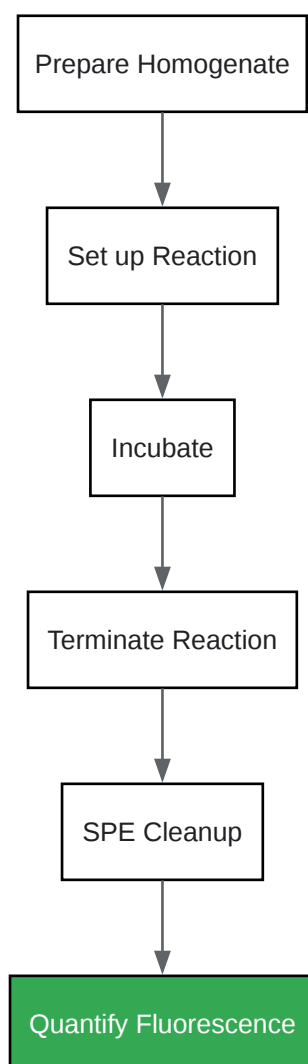 Prepare Homogenate
Set up Reaction
Incubate
Terminate Reaction
SPE Cleanup
Quantify Fluorescence